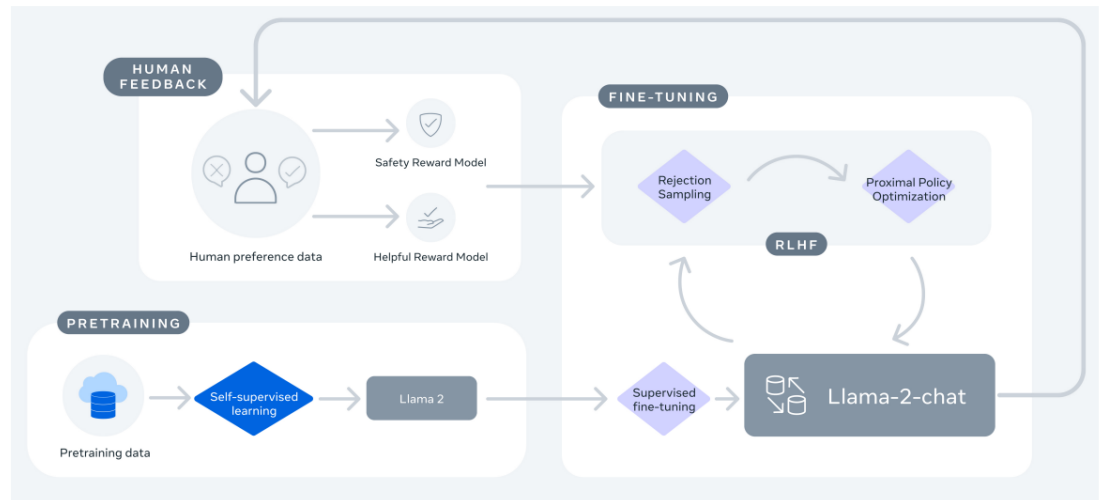 HUMAN
FEEDBACK
Safety Reward Model
Human preference data
Helpful Reward Model
FINE-TUNING
Rejection
Sampling
Proximal Policy
Optimization
RLHF
PRETRAINING
Pretraining data
Self-supervised
learning
Llama 2
Supervised
fine-tuning
Llama-2-chat